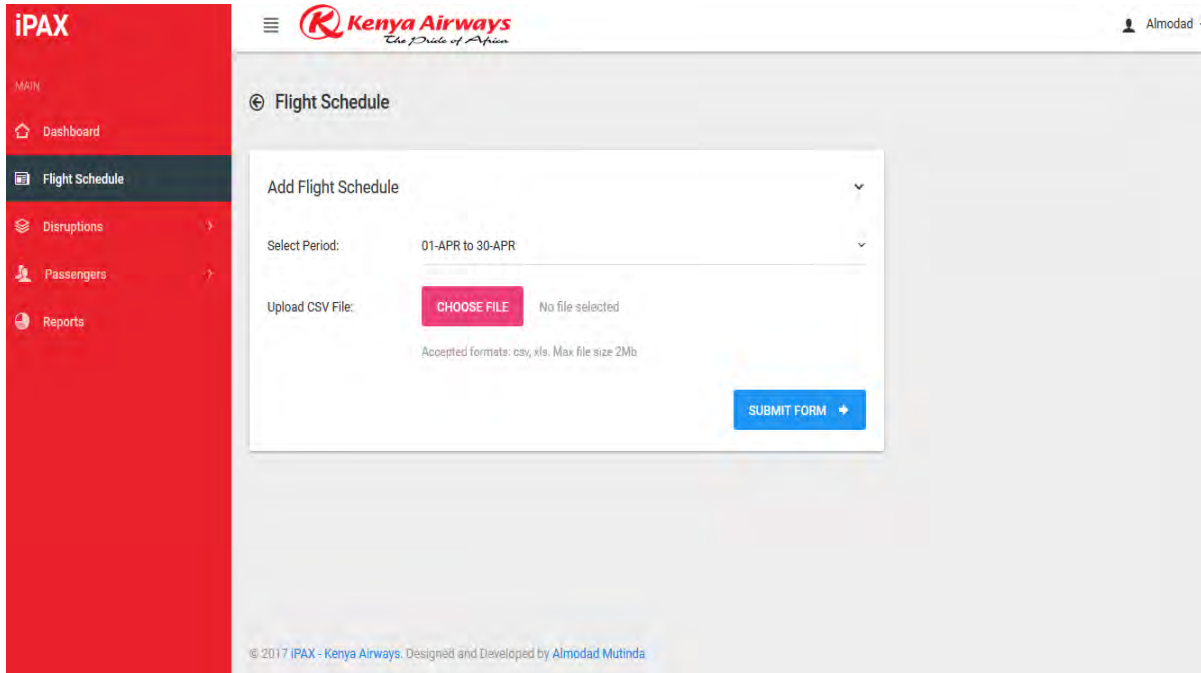 iPAX
Kenya Airways
The Pride of Africa
Almodad
MAIN
Dashboard
Flight Schedule
Disruptions
Passengers
Reports
Flight Schedule
Add Flight Schedule
Select Period: 01-APR to 30-APR
Upload CSV File: CHOOSE FILE No file selected
Accepted formats: csv, xls. Max file size 2Mb
SUBMIT FORM
© 2017 iPAX - Kenya Airways. Designed and Developed by Almodad Mutinda